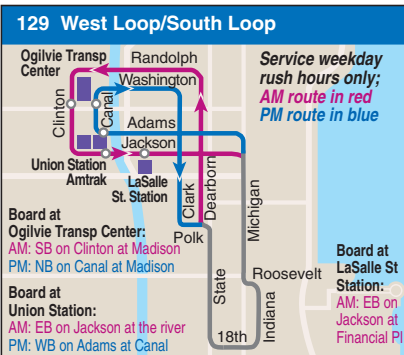 129 West Loop/South Loop
Ogilvie Transp
Center
Randolph
Washington
Service weekday
rush hours only;
AM route in red
PM route in blue
Clinton
Canal
Adams
Jackson
Union Station
Amtrak
LaSalle
St. Station
Clark
Dearborn
Michigan
Board at
Ogilvie Transp Center:
AM: SB on Clinton at Madison
PM: NB on Canal at Madison
Polk
Board at
Union Station:
AM: EB on Jackson at the river
PM: WB on Adams at Canal
State
Roosevelt
Indiana
18th
Board at
LaSalle St
Station:
AM: EB on
Jackson at
Financial Pl